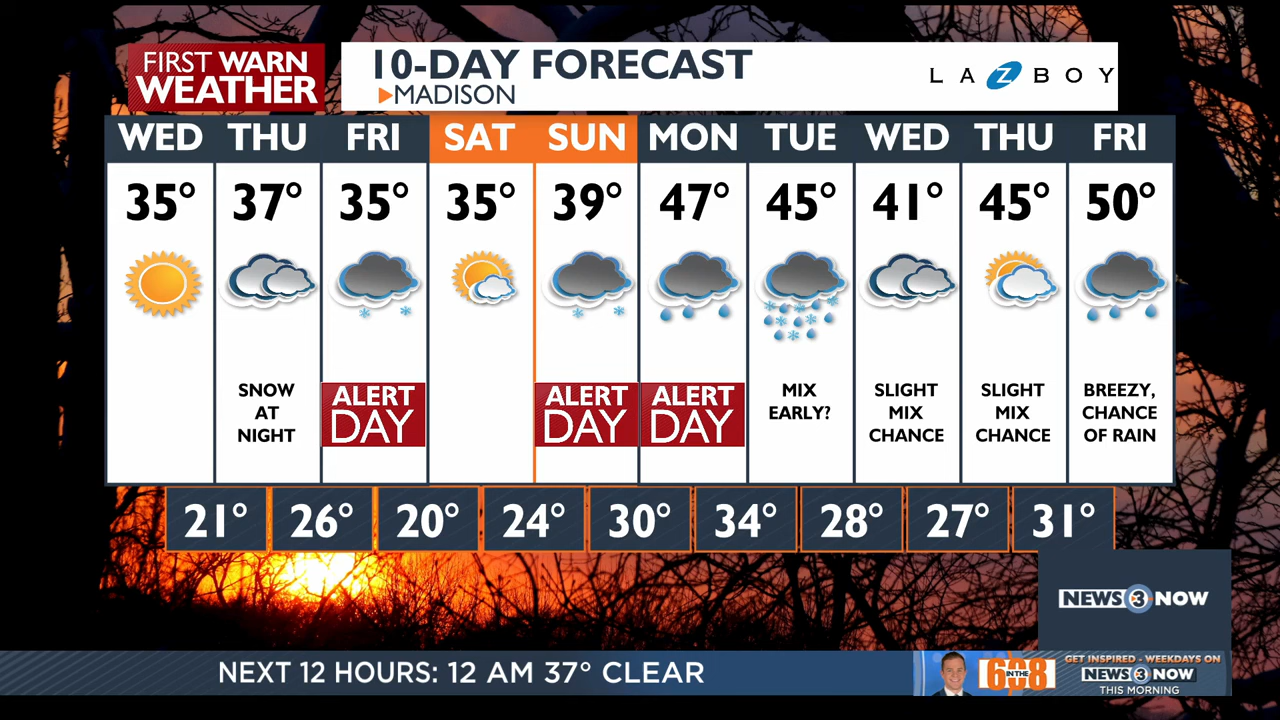 FIRST WARN
WEATHER
10-DAY FORECAST
MADISON
LA Z BOY
WED THU FRI SAT SUN MON TUE WED THU FRI
35° 37° 35° 35° 39° 47° 45° 41° 45° 50°
SNOW
AT
NIGHT
ALERT
DAY
ALERT
DAY
ALERT
DAY
MIX
EARLY?
SLIGHT
MIX
CHANCE
SLIGHT
MIX
CHANCE
BREEZY,
CHANCE
OF RAIN
21° 26° 20° 24° 30° 34° 28° 27° 31°
NEWS 3 NOW
NEXT 12 HOURS: 12 AM 37° CLEAR
6 IN THE 08
GET INSPIRED - WEEKDAYS ON
NEWS 3 NOW
THIS MORNING